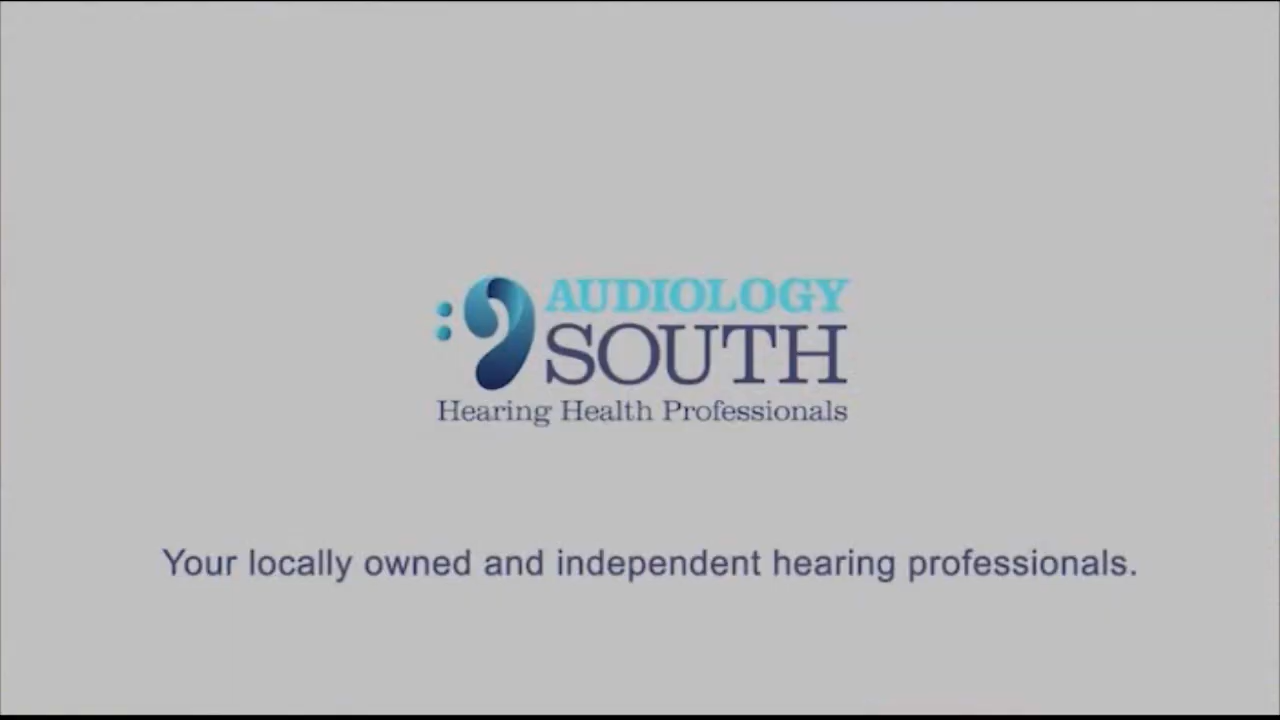 AUDIOLOGY
SOUTH
Hearing Health Professionals
Your locally owned and independent hearing professionals.